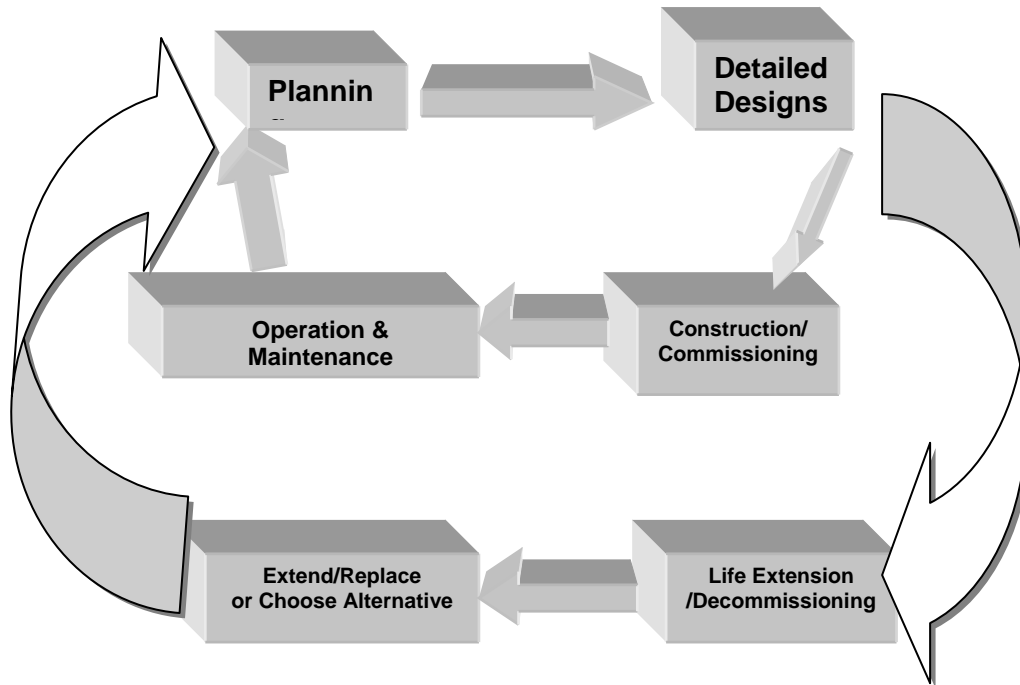 Plannin
Detailed
Designs
Operation &
Maintenance
Construction/
Commissioning
Extend/Replace
or Choose Alternative
Life Extension
/Decommissioning